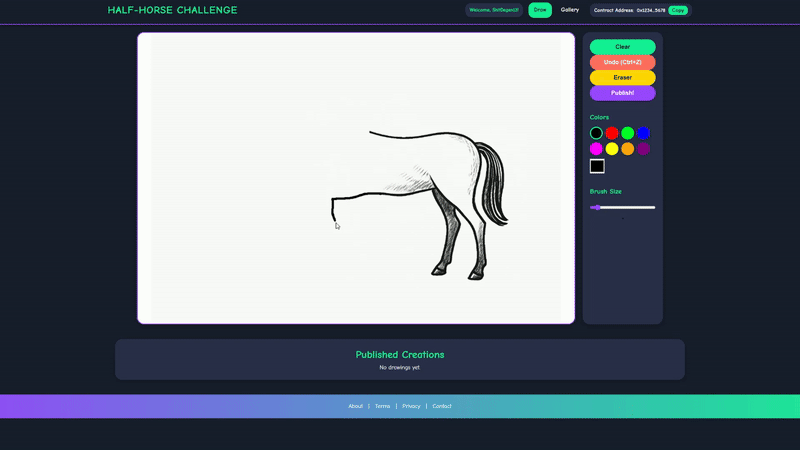 HALF-HORSE CHALLENGE
Welcome, ShitDegenLit!
Draw
Gallery
Contract Address: 0x1234...5678 Copy
Clear
Undo (Ctrl+Z)
Eraser
Publish!
Colors
Brush Size
Published Creations
No drawings yet
About | Terms | Privacy | Contact